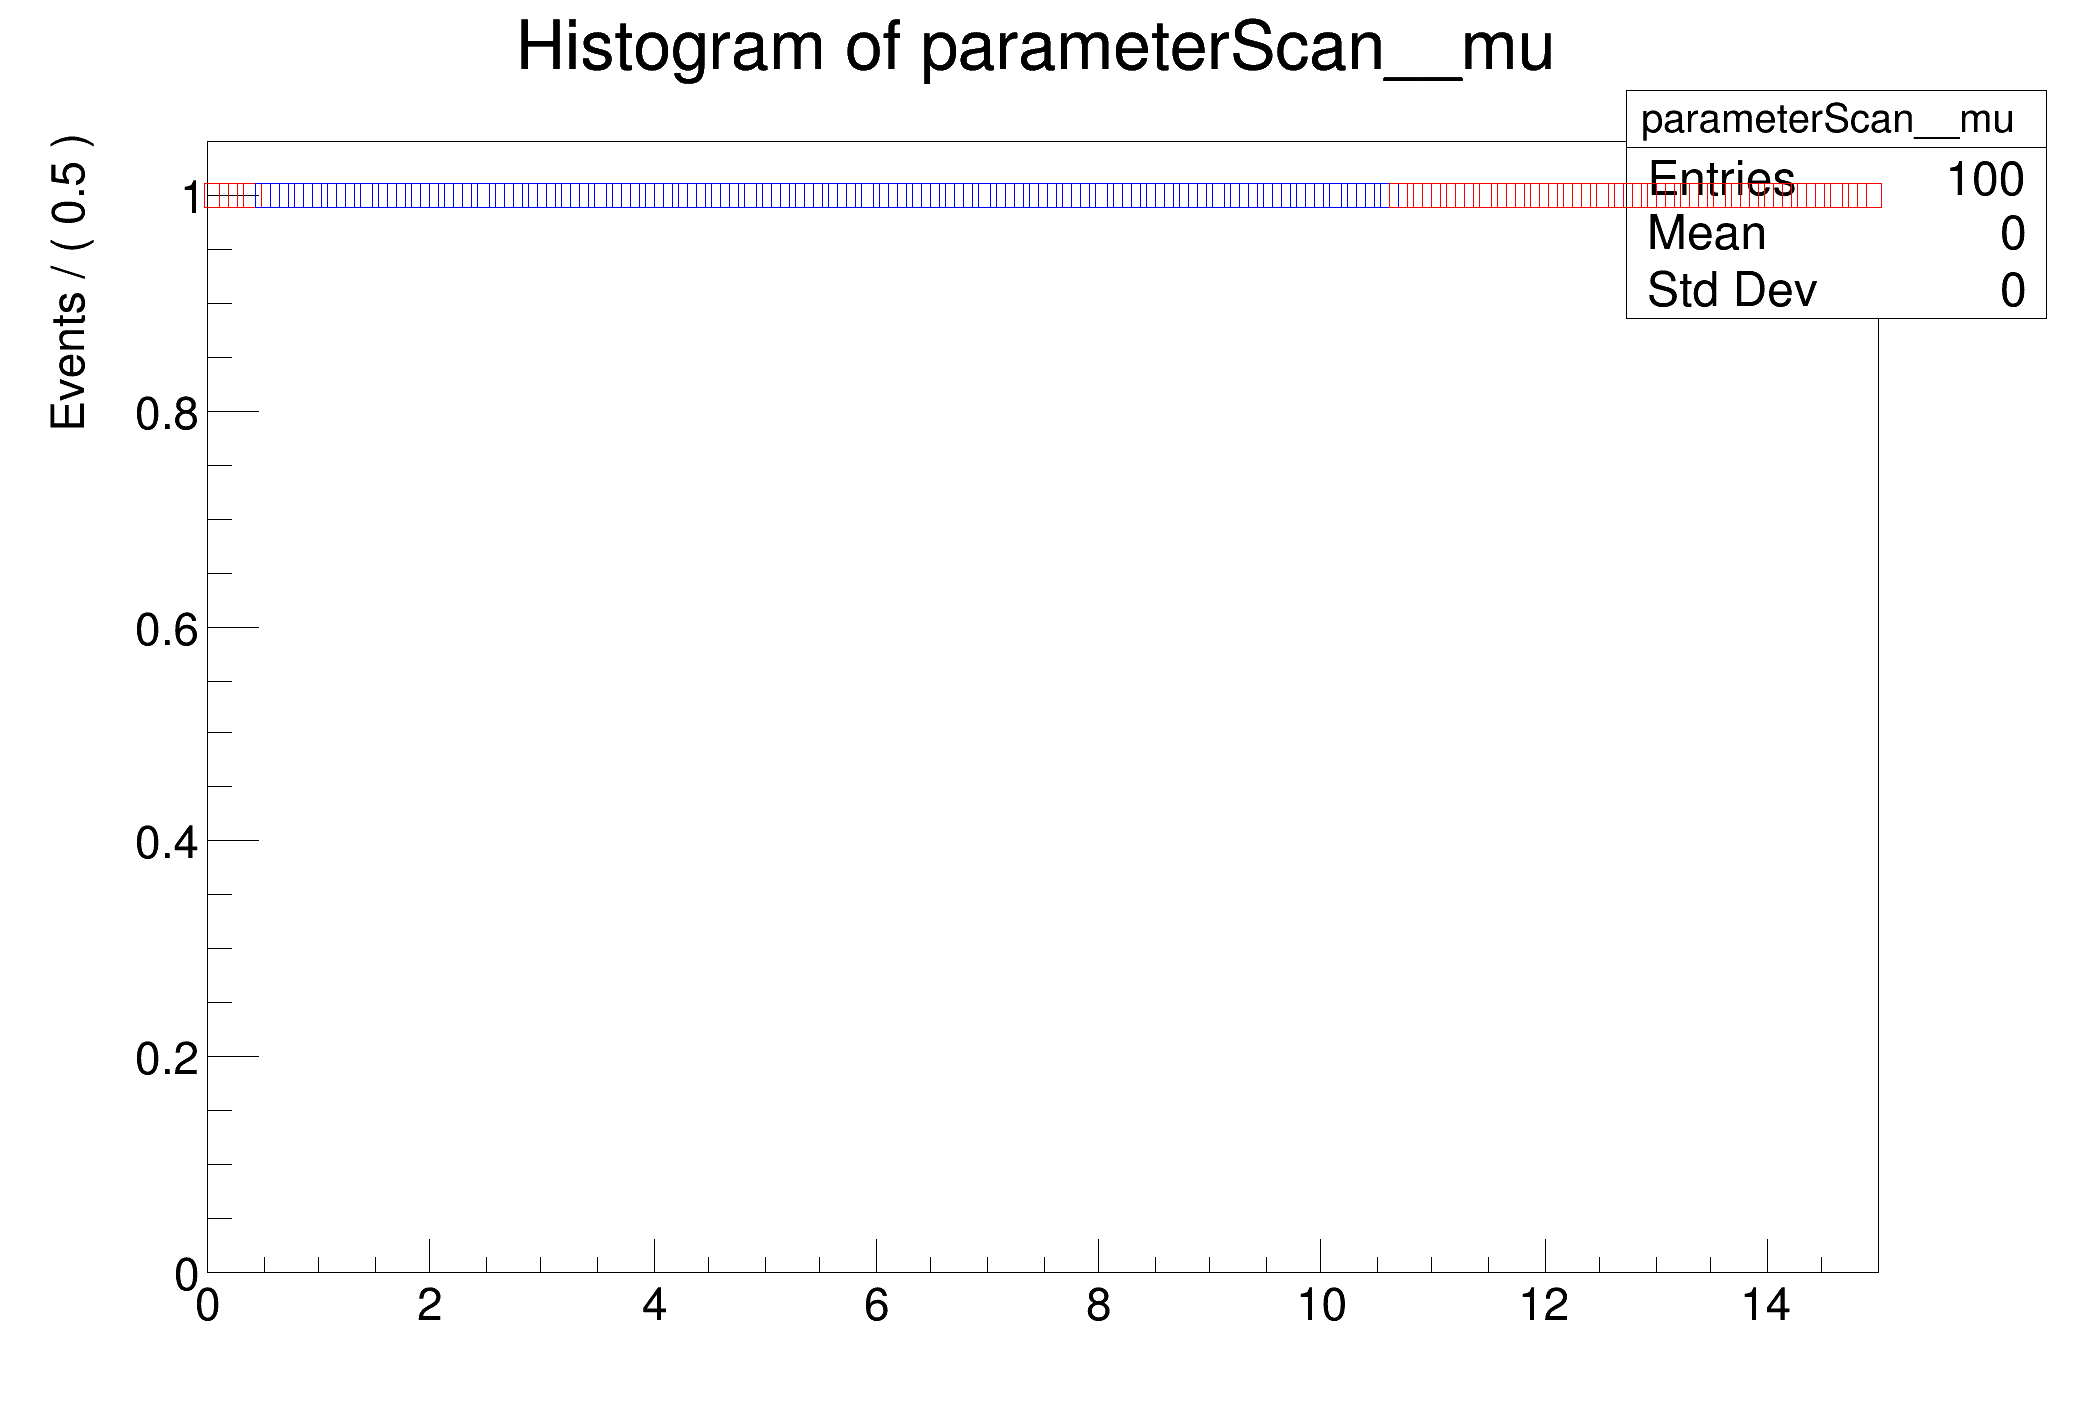 Histogram of parameterScan__mu
parameterScan__mu
Entries 100
Mean 0
Std Dev 0
Events / ( 0.5 )
1
0.8
0.6
0.4
0.2
0
0 2 4 6 8 10 12 14